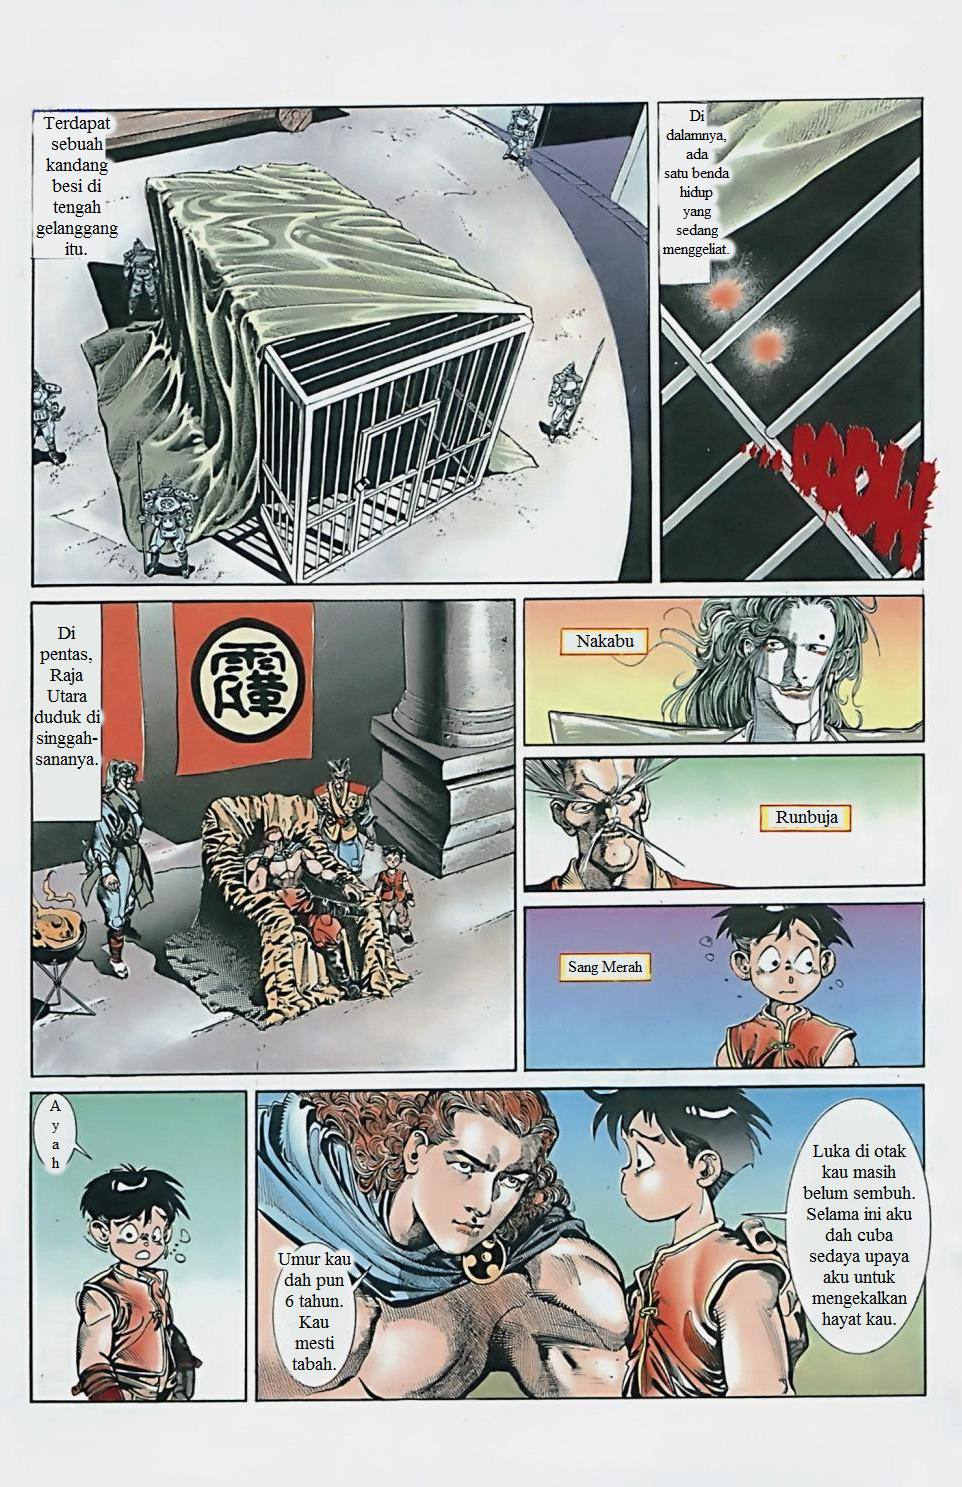 Terdapat
sebuah
kandang
besi di
tengah
gelanggang
itu.
Di
dalamnya,
ada
satu benda
hidup
yang
sedang
menggeliat.
....OOOOW
Di
pentas,
Raja
Utara
duduk di
singgah-
sananya.
Nakabu
Runbuja
Sang Merah
A
y
a
h
Umur kau
dah pun
6 tahun.
Kau
mesti
tabah.
Luka di otak
kau masih
belum sembuh.
Selama ini aku
dah cuba
sedaya upaya
aku untuk
mengekalkan
hayat kau.